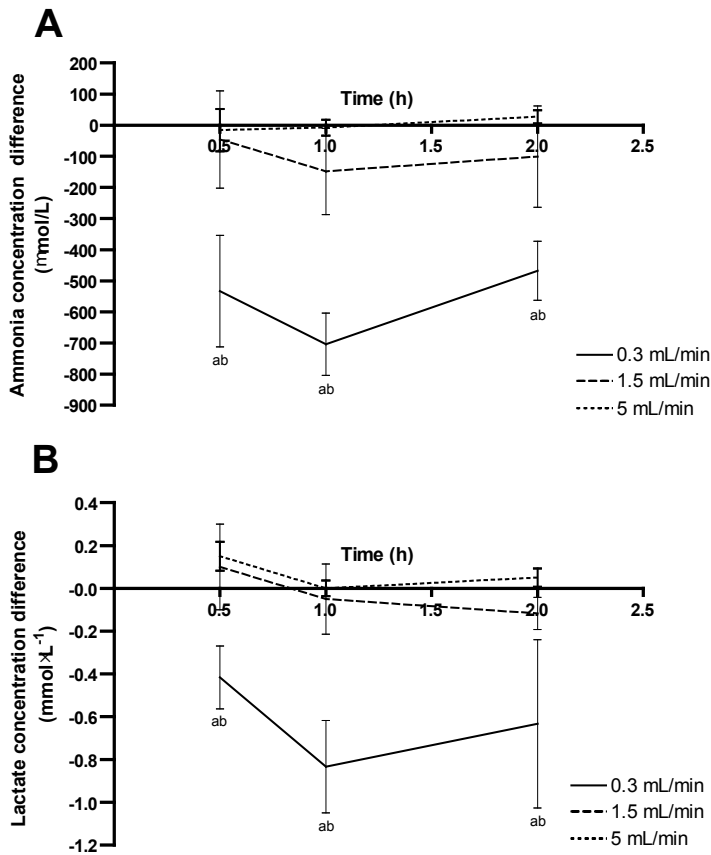 A
Ammonia concentration difference
(mmol/L)
200
100
0
-100
-200
-300
-400
-500
-600
-700
-800
-900
Time (h)
0.5
1.0
1.5
2.0
2.5
ab
ab
ab
0.3 mL/min
1.5 mL/min
5 mL/min
B
Lactate concentration difference
(mmol×L⁻¹)
0.4
0.2
-0.0
-0.2
-0.4
-0.6
-0.8
-1.0
-1.2
Time (h)
0.5
1.0
1.5
2.0
2.5
ab
ab
ab
0.3 mL/min
1.5 mL/min
5 mL/min